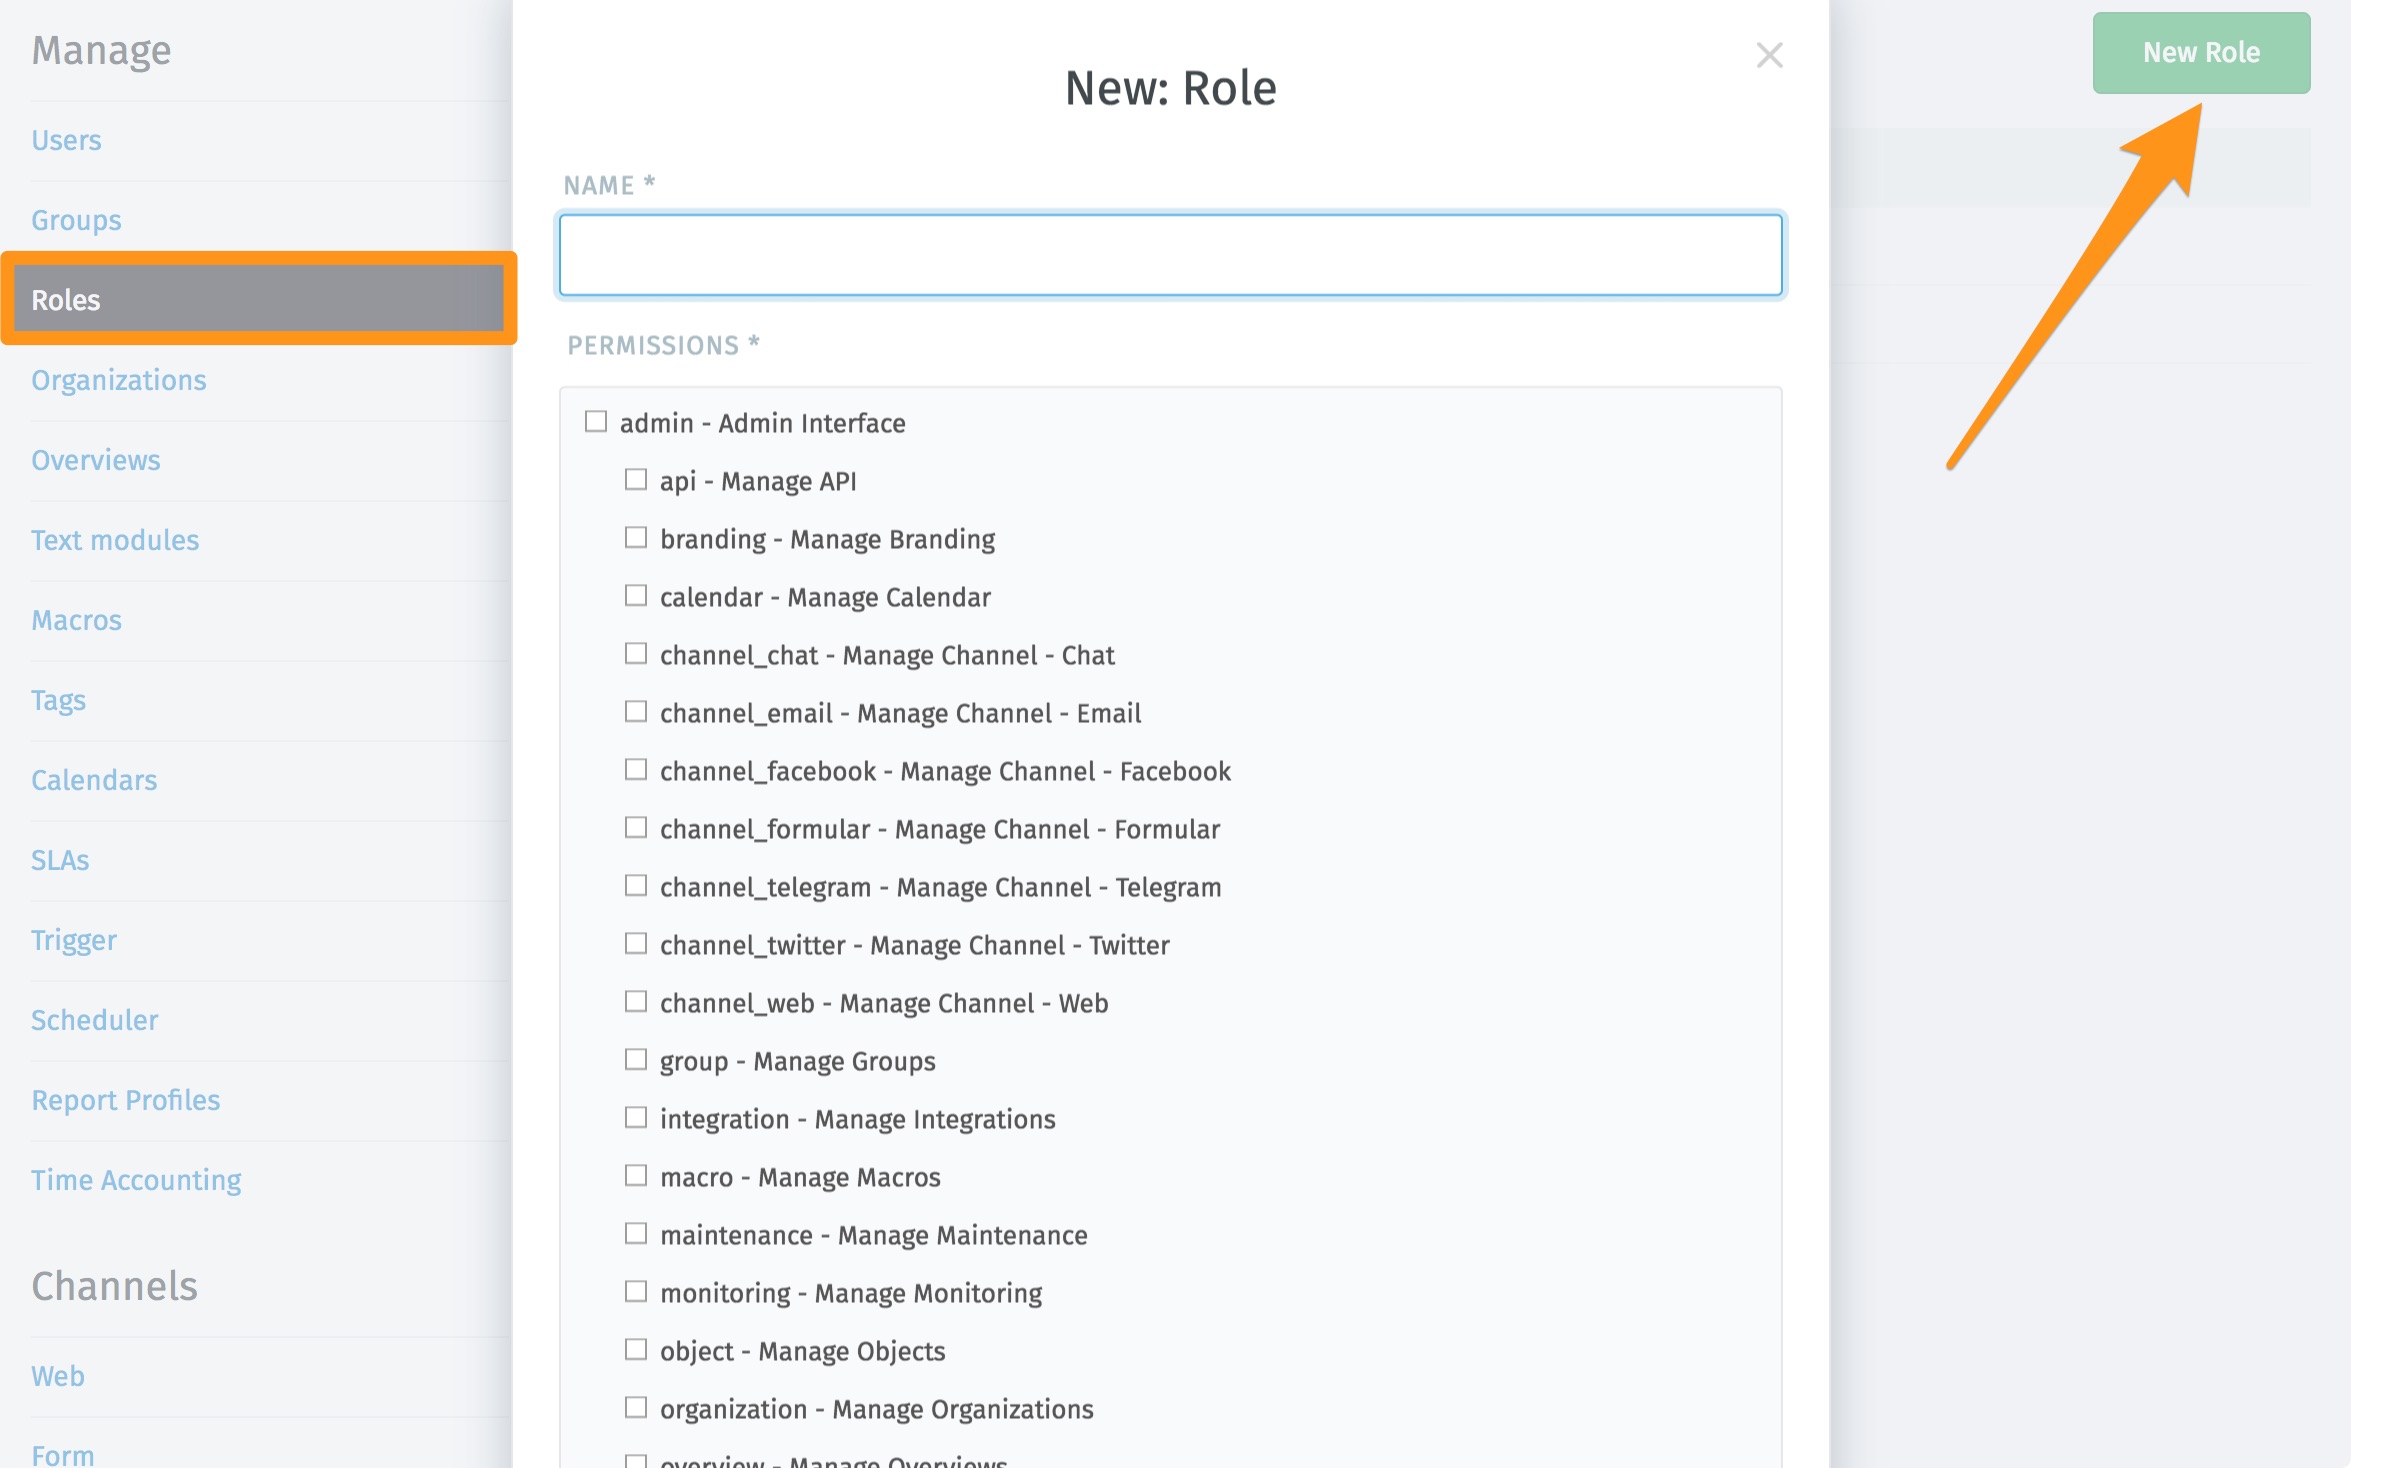 Manage
Users
Groups
Roles
Organizations
Overviews
Text modules
Macros
Tags
Calendars
SLAs
Trigger
Scheduler
Report Profiles
Time Accounting
Channels
Web
Form
New: Role
NAME *
PERMISSIONS *
admin - Admin Interface
api - Manage API
branding - Manage Branding
calendar - Manage Calendar
channel_chat - Manage Channel - Chat
channel_email - Manage Channel - Email
channel_facebook - Manage Channel - Facebook
channel_formular - Manage Channel - Formular
channel_telegram - Manage Channel - Telegram
channel_twitter - Manage Channel - Twitter
channel_web - Manage Channel - Web
group - Manage Groups
integration - Manage Integrations
macro - Manage Macros
maintenance - Manage Maintenance
monitoring - Manage Monitoring
object - Manage Objects
organization - Manage Organizations
overview - Manage Overviews
New Role